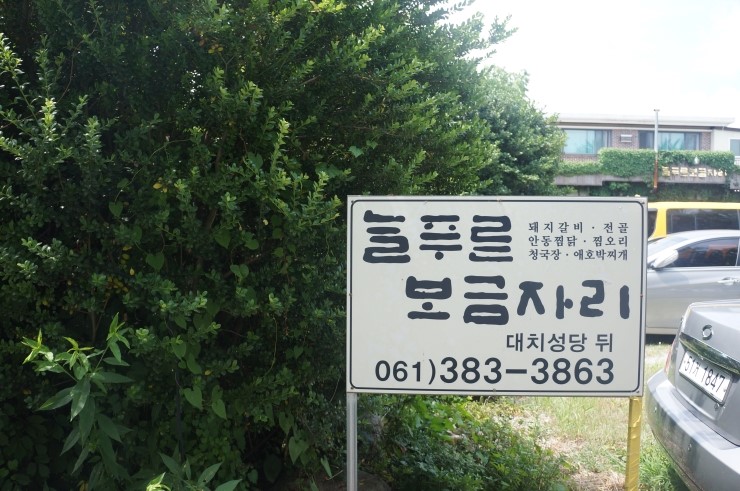 늘푸른
돼지갈비·전골
안동찜닭·찜오리
청국장·애호박찌개
보금자리
대치성당 뒤
061)383-3863
1847